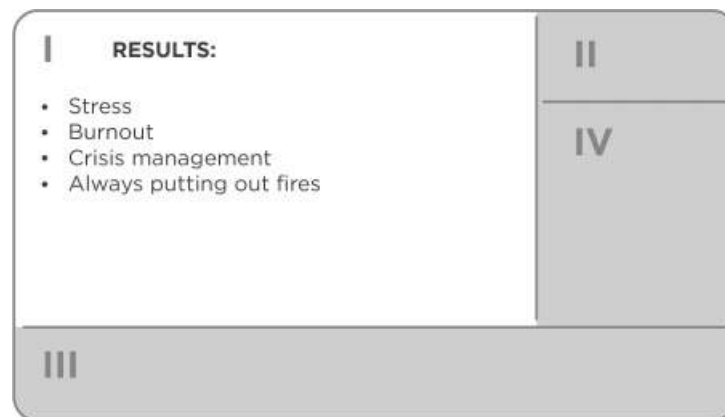 I RESULTS:
• Stress
• Burnout
• Crisis management
• Always putting out fires
II
IV
III